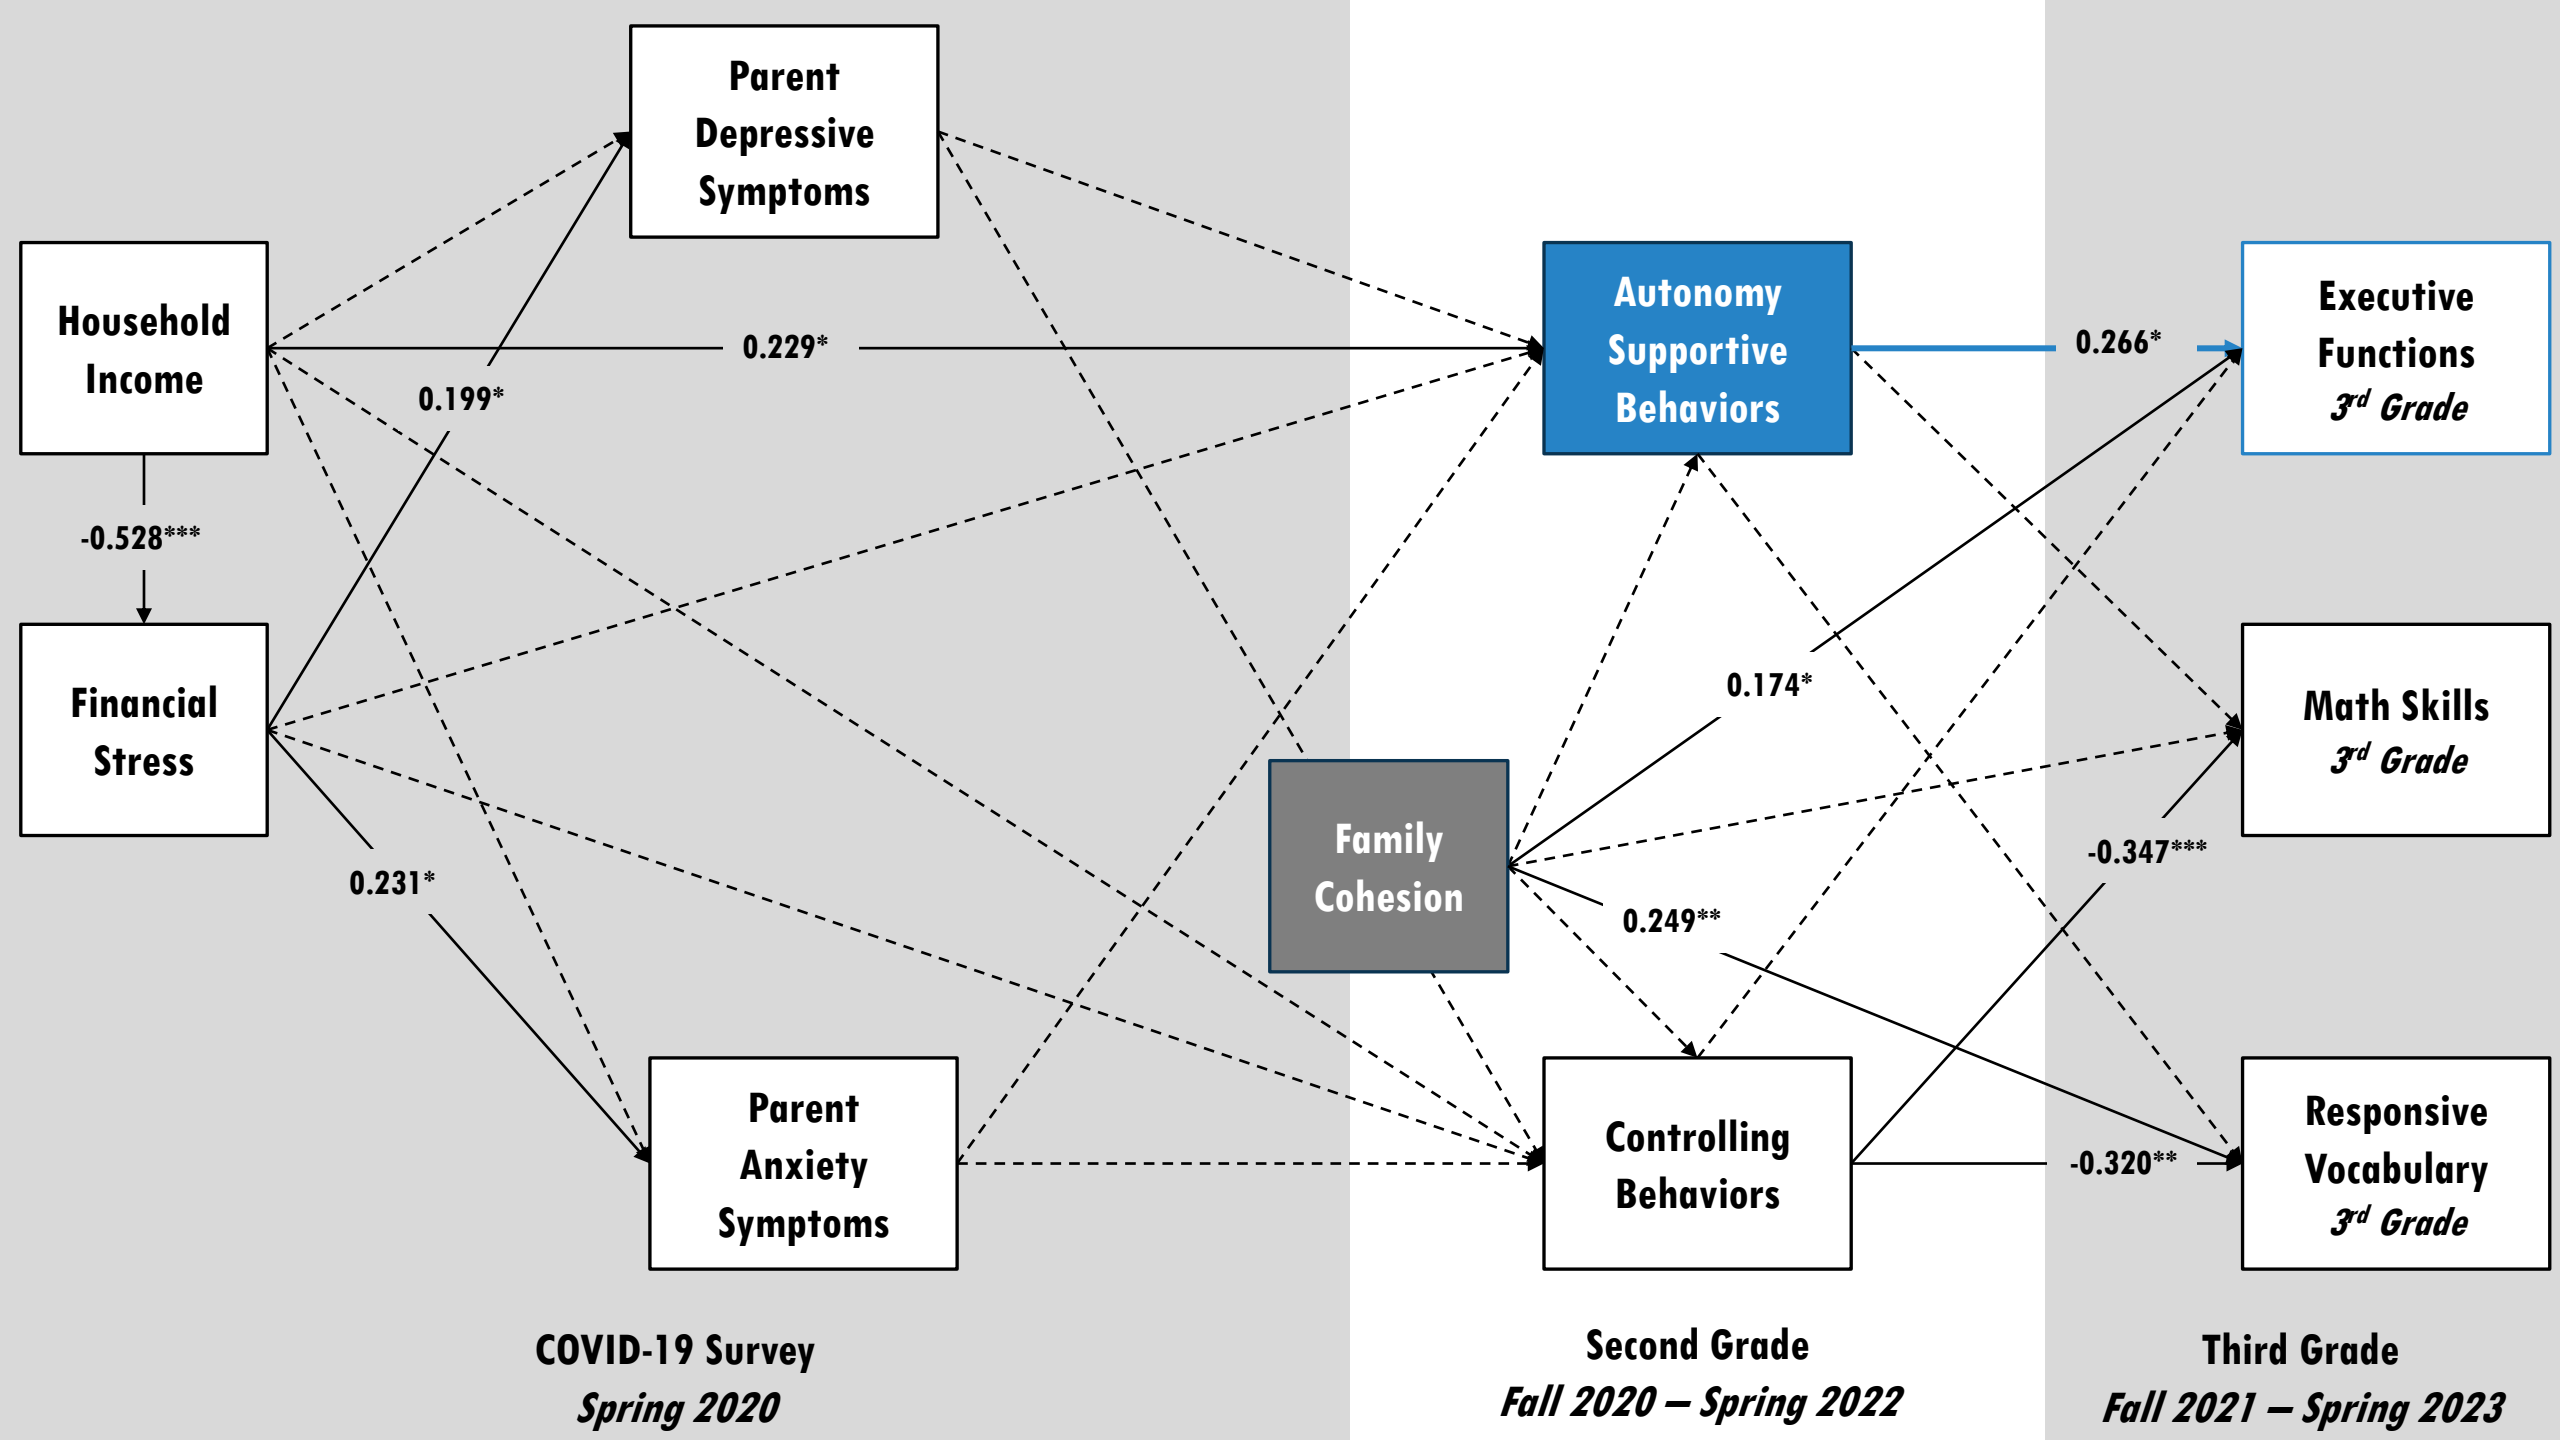 Parent
Depressive
Symptoms
Household
Income
Autonomy
Supportive
Behaviors
Executive
Functions
3rd Grade
0.229*
0.266*
0.199*
-0.528***
Financial
Stress
0.174*
Math Skills
3rd Grade
Family
Cohesion
-0.347***
0.231*
0.249**
Parent
Anxiety
Symptoms
Controlling
Behaviors
-0.320**
Responsive
Vocabulary
3rd Grade
COVID-19 Survey
Spring 2020
Second Grade
Fall 2020 – Spring 2022
Third Grade
Fall 2021 – Spring 2023